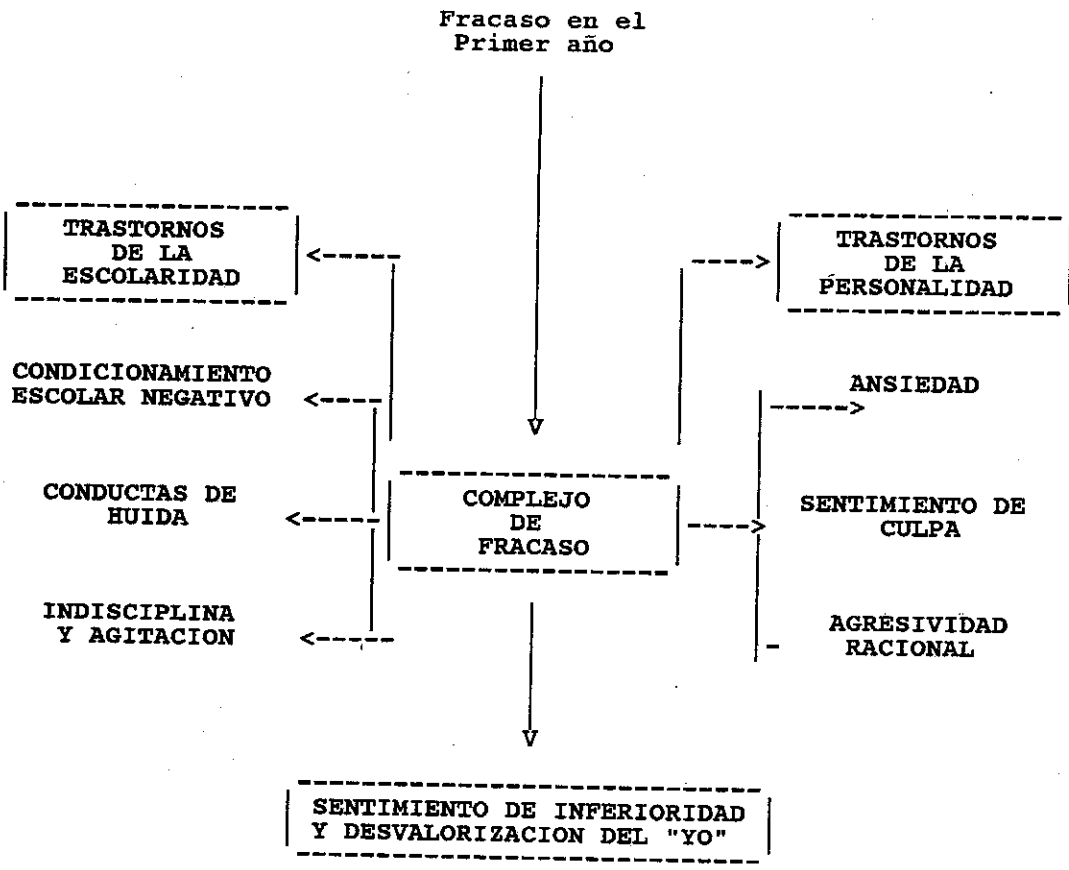 Fracaso en el
Primer año
TRASTORNOS
DE LA
ESCOLARIDAD
TRASTORNOS
DE LA
PERSONALIDAD
CONDICIONAMIENTO
ESCOLAR NEGATIVO
ANSIEDAD
CONDUCTAS DE
HUIDA
COMPLEJO
DE
FRACASO
SENTIMIENTO DE
CULPA
INDISCIPLINA
Y AGITACION
AGRESIVIDAD
RACIONAL
SENTIMIENTO DE INFERIORIDAD
Y DESVALORIZACION DEL "YO"